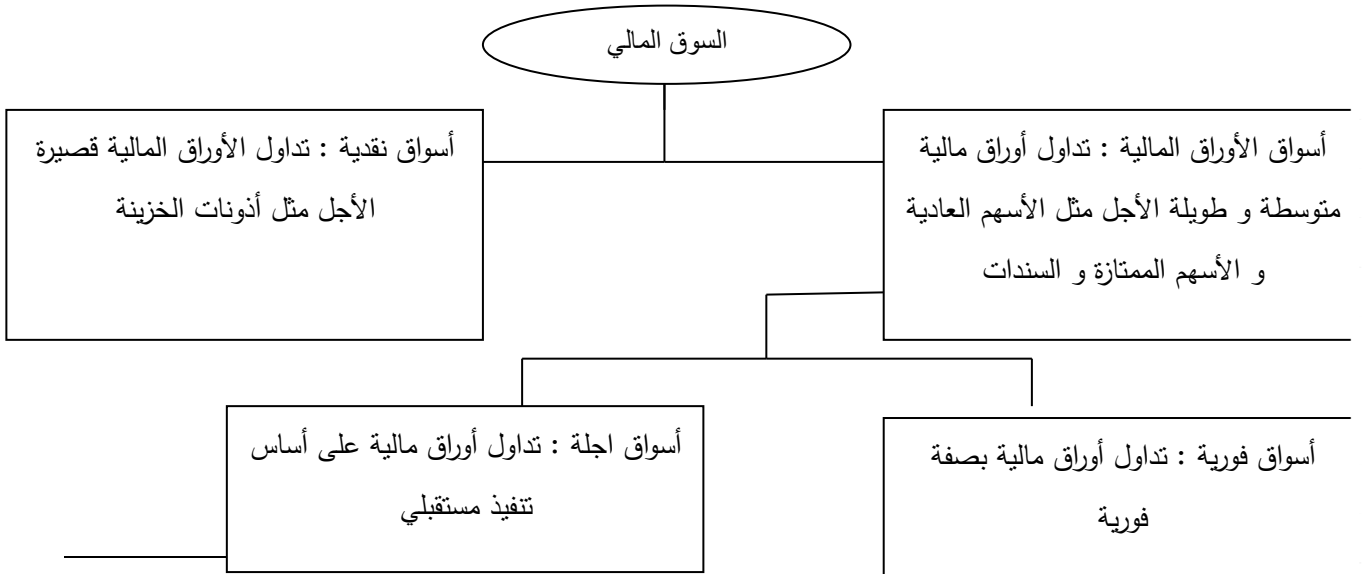 السوق المالي
أسواق الأوراق المالية : تداول أوراق مالية
متوسطة و طويلة الأجل مثل الأسهم العادية
و الأسهم الممتازة و السندات
أسواق نقدية : تداول الأوراق المالية قصيرة
الأجل مثل أذونات الخزينة
أسواق فورية : تداول أوراق مالية بصفة
فورية
أسواق اجلة : تداول أوراق مالية على أساس
تنفيذ مستقبلي